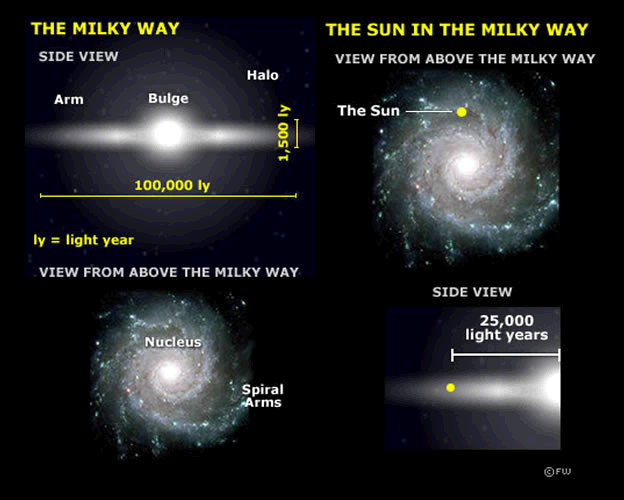 THE MILKY WAY
SIDE VIEW
Halo
Arm
Bulge
1,500 ly
100,000 ly
ly = light year
VIEW FROM ABOVE THE MILKY WAY
Nucleus
Spiral
Arms
THE SUN IN THE MILKY WAY
VIEW FROM ABOVE THE MILKY WAY
The Sun
SIDE VIEW
25,000
light years
©FW